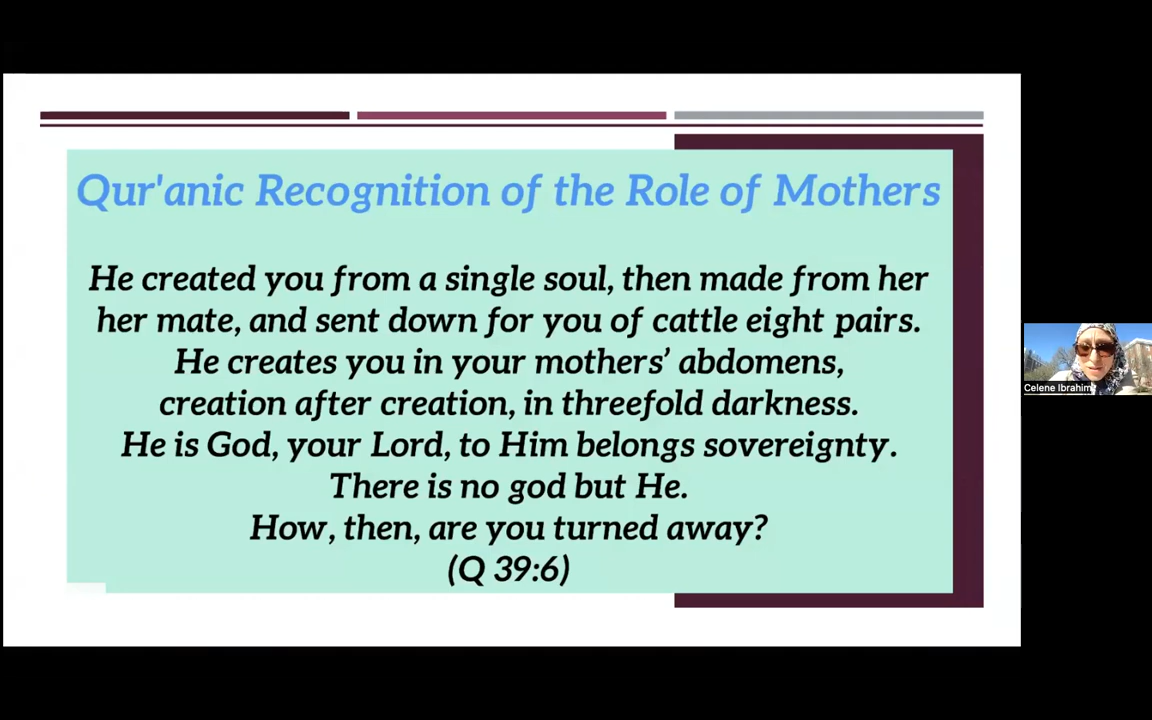 Qur'anic Recognition of the Role of Mothers
He created you from a single soul, then made from her
her mate, and sent down for you of cattle eight pairs.
He creates you in your mothers’ abdomens,
creation after creation, in threefold darkness.
He is God, your Lord, to Him belongs sovereignty.
There is no god but He.
How, then, are you turned away?
(Q 39:6)
Celene Ibrahim